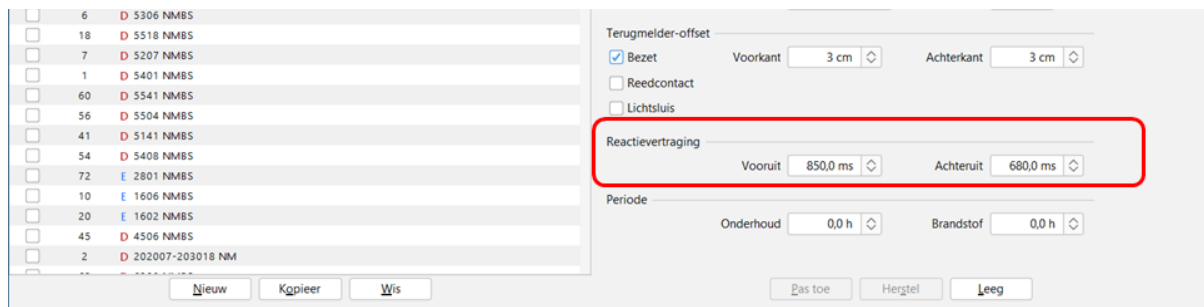 6 D 5306 NMBS
18 D 5518 NMBS
7 D 5207 NMBS
1 D 5401 NMBS
60 D 5541 NMBS
56 D 5504 NMBS
41 D 5141 NMBS
54 D 5408 NMBS
72 E 2801 NMBS
10 E 1606 NMBS
20 E 1602 NMBS
45 D 4506 NMBS
2 D 202007-203018 NM
Nieuw Kopieer Wis
Terugmelder-offset
Bezet Voorkant 3 cm Achterkant 3 cm
Reedcontact
Lichtsluis
Reactievertraging
Vooruit 850,0 ms Achteruit 680,0 ms
Periode
Onderhoud 0,0 h Brandstof 0,0 h
Pas toe Herstel Leeg